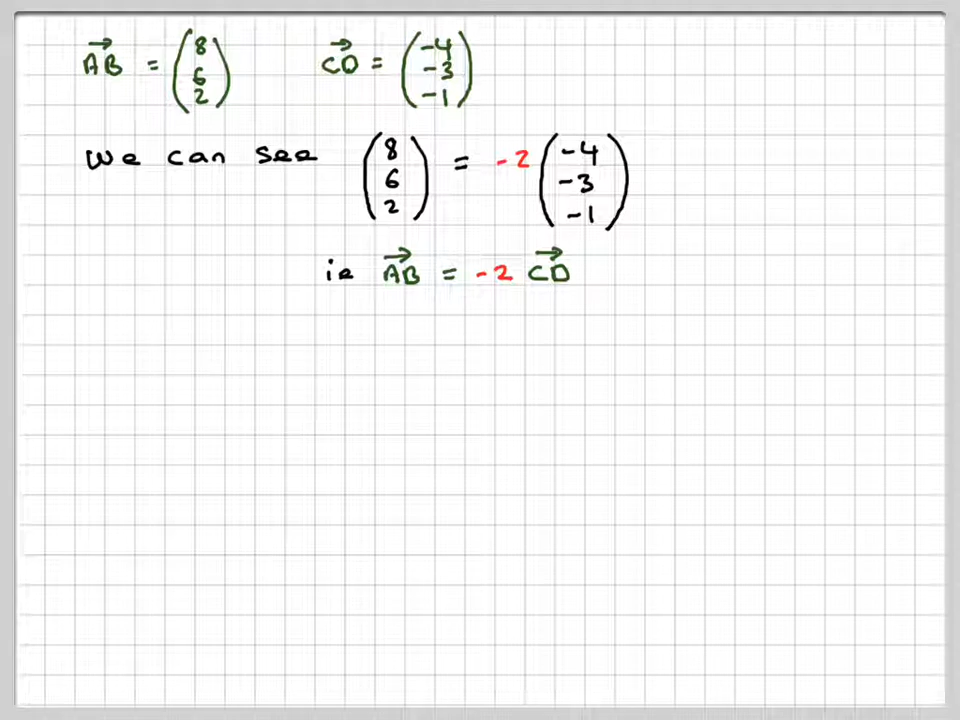 AB = (8 6 2) CD = (-4 -3 -1)
We can see (8 6 2) = -2 (-4 -3 -1)
ie AB = -2 CD